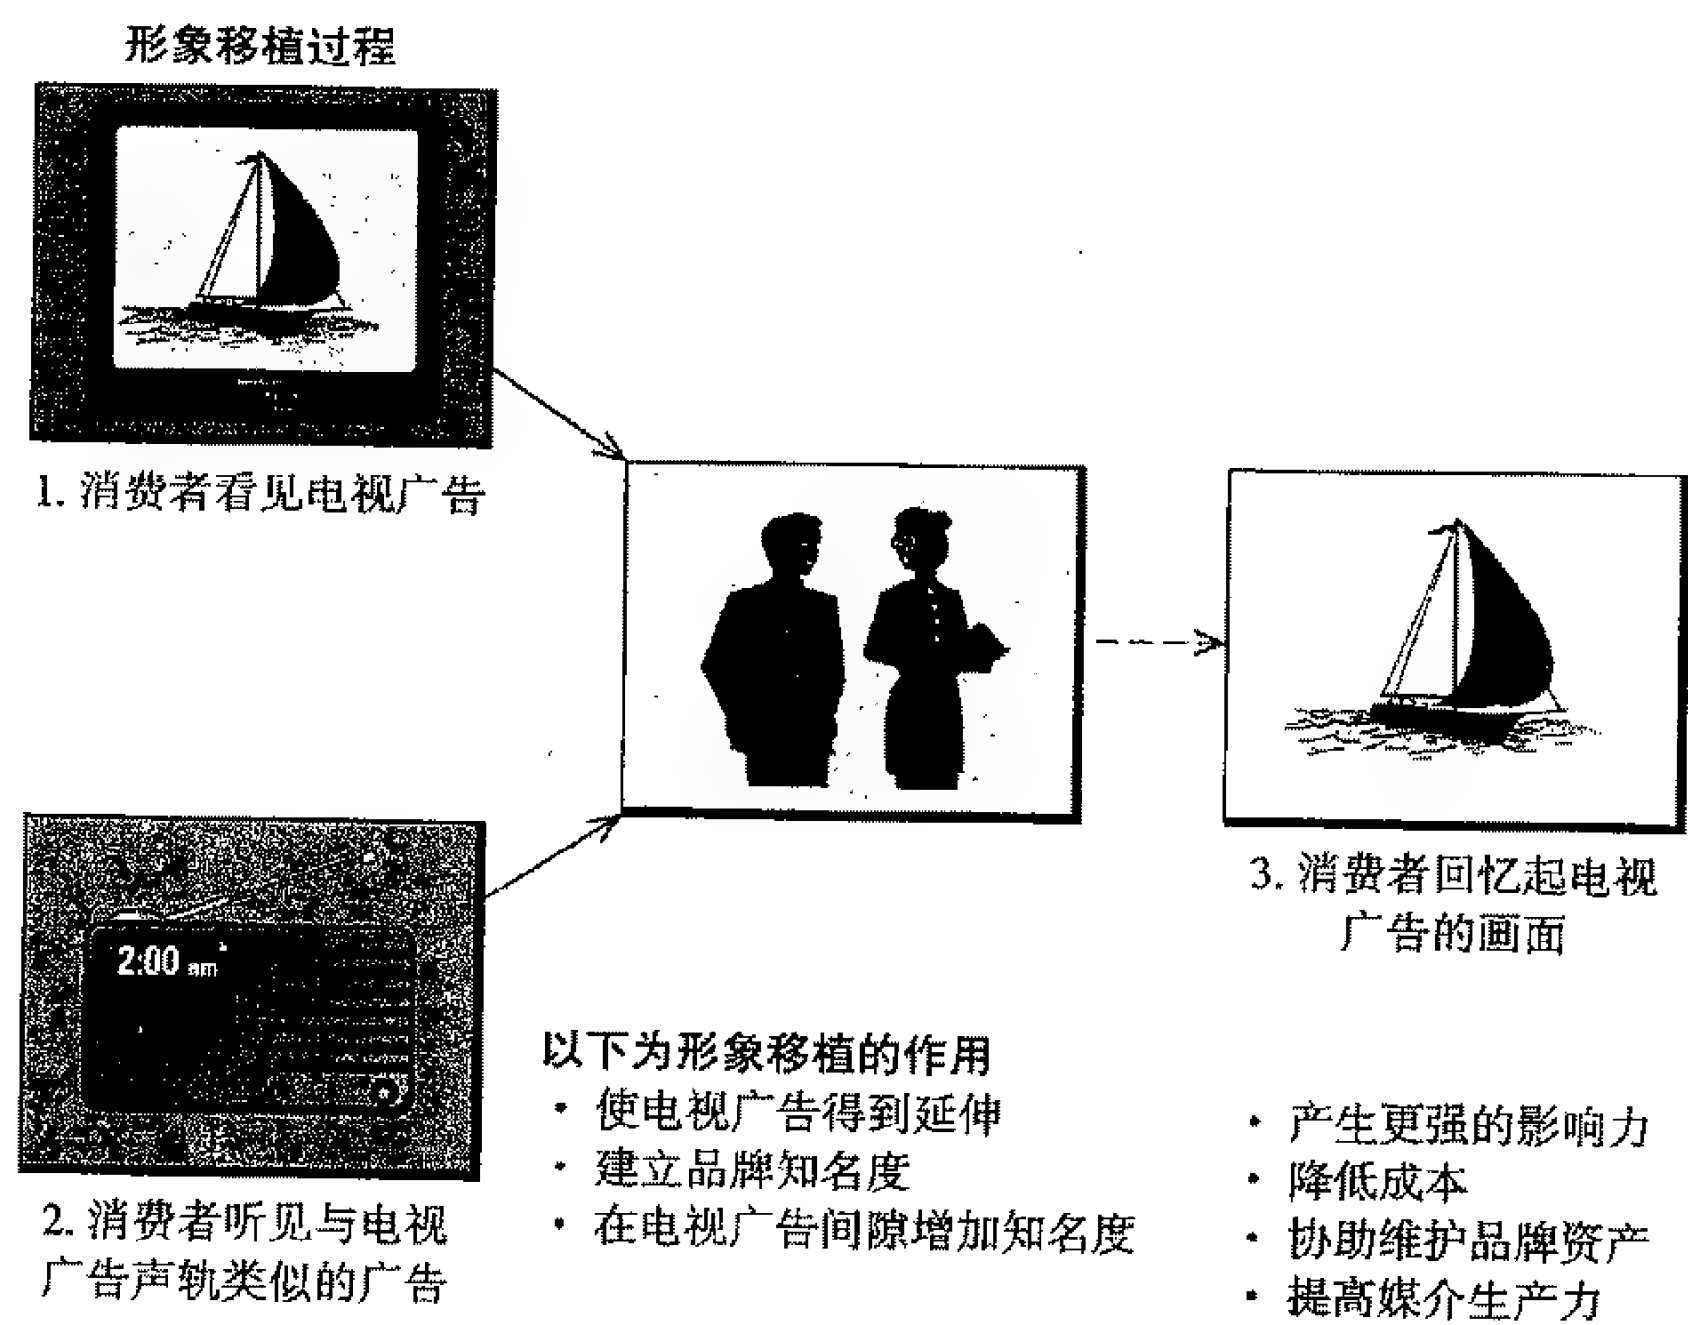 形象移植过程
1. 消费者看见电视广告
3. 消费者回忆起电视
广告的画面
2:00 am
2. 消费者听见与电视
广告声轨类似的广告
以下为形象移植的作用
· 使电视广告得到延伸
· 建立品牌知名度
· 在电视广告间隙增加知名度
· 产生更强的影响力
· 降低成本
· 协助维护品牌资产
· 提高媒介生产力